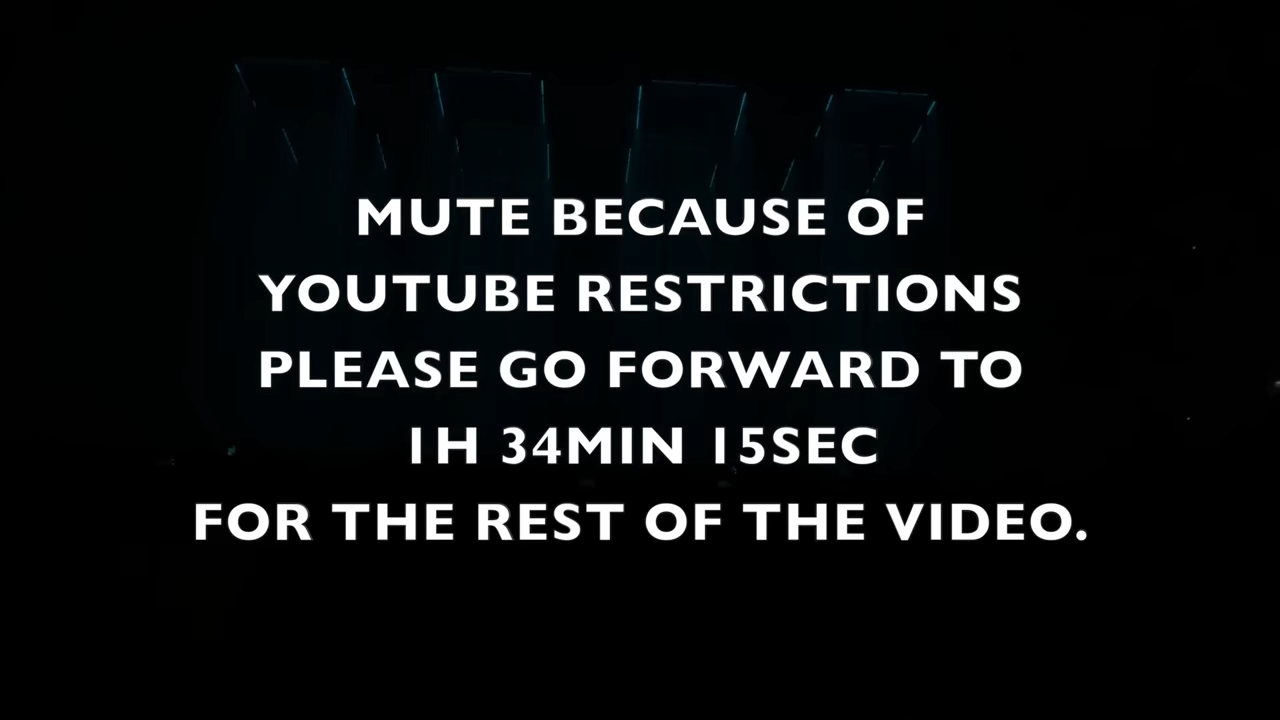 MUTE BECAUSE OF
YOUTUBE RESTRICTIONS
PLEASE GO FORWARD TO
1H 34MIN 15SEC
FOR THE REST OF THE VIDEO.